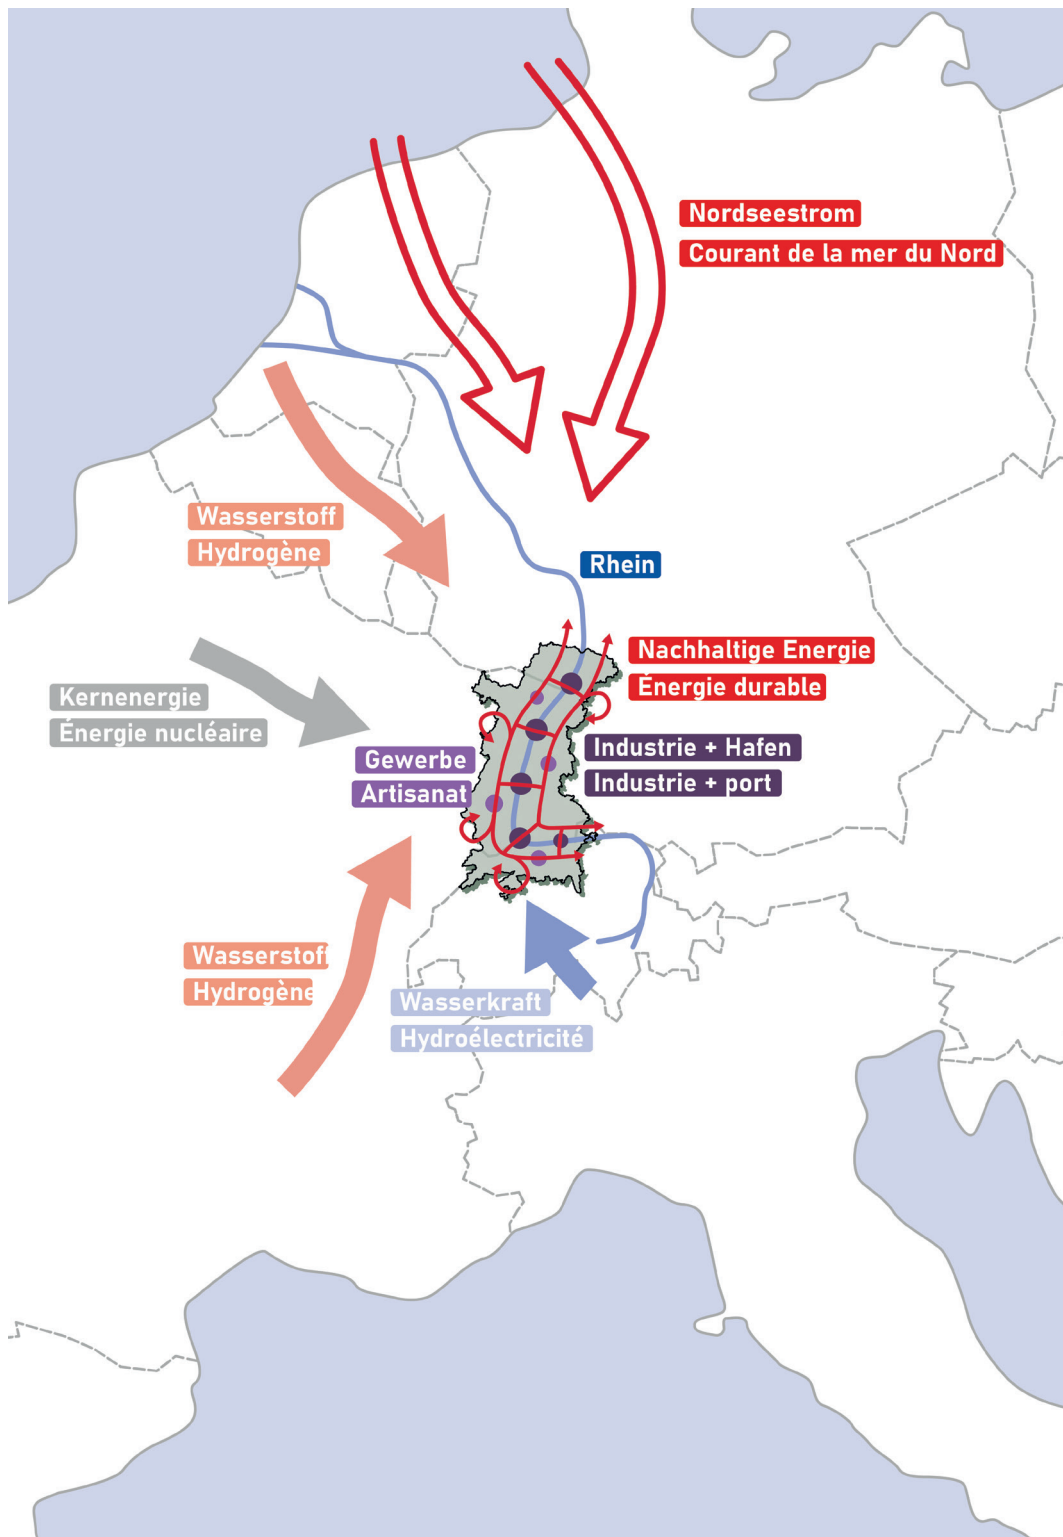 Nordseestrom
Courant de la mer du Nord
Wasserstoff
Hydrogène
Rhein
Nachhaltige Energie
Énergie durable
Kernenergie
Énergie nucléaire
Gewerbe
Artisanat
Industrie + Hafen
Industrie + port
Wasserstoff
Hydrogène
Wasserkraft
Hydroélectricité